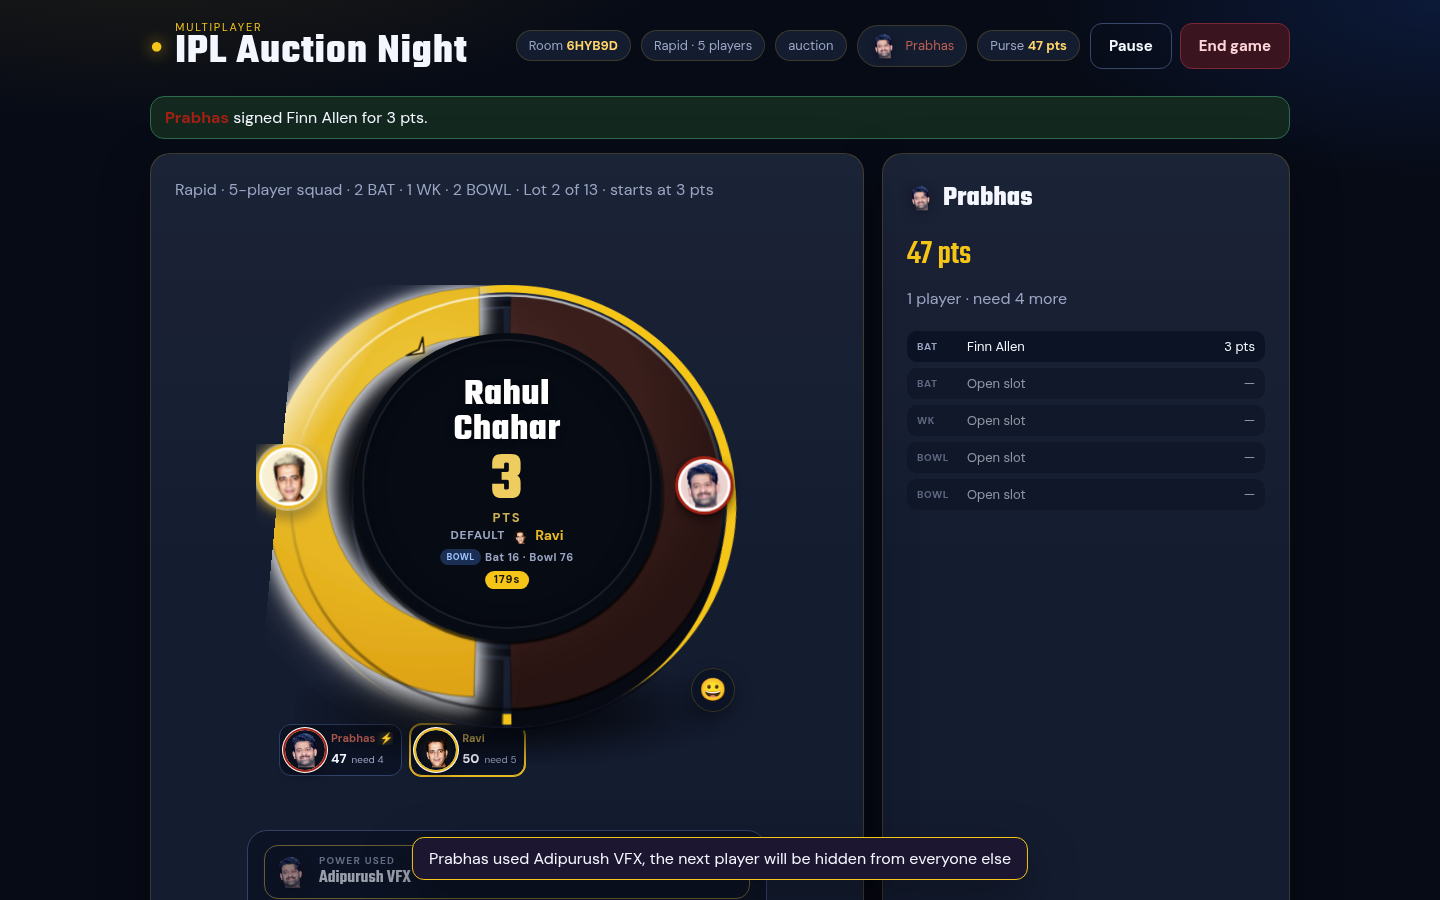 MULTIPLAYER
IPL Auction Night
Room 6HYB9D
Rapid · 5 players
auction
Prabhas
Purse 47 pts
Pause
End game
Prabhas signed Finn Allen for 3 pts.
Rapid · 5-player squad · 2 BAT · 1 WK · 2 BOWL · Lot 2 of 13 · starts at 3 pts
Rahul
Chahar
3
PTS
DEFAULT Ravi
BOWL Bat 16 · Bowl 76
179s
Prabhas ⚡
47 need 4
Ravi
50 need 5
POWER USED
Adipurush VFX
Prabhas used Adipurush VFX, the next player will be hidden from everyone else
Prabhas
47 pts
1 player · need 4 more
BAT Finn Allen 3 pts
BAT Open slot —
WK Open slot —
BOWL Open slot —
BOWL Open slot —